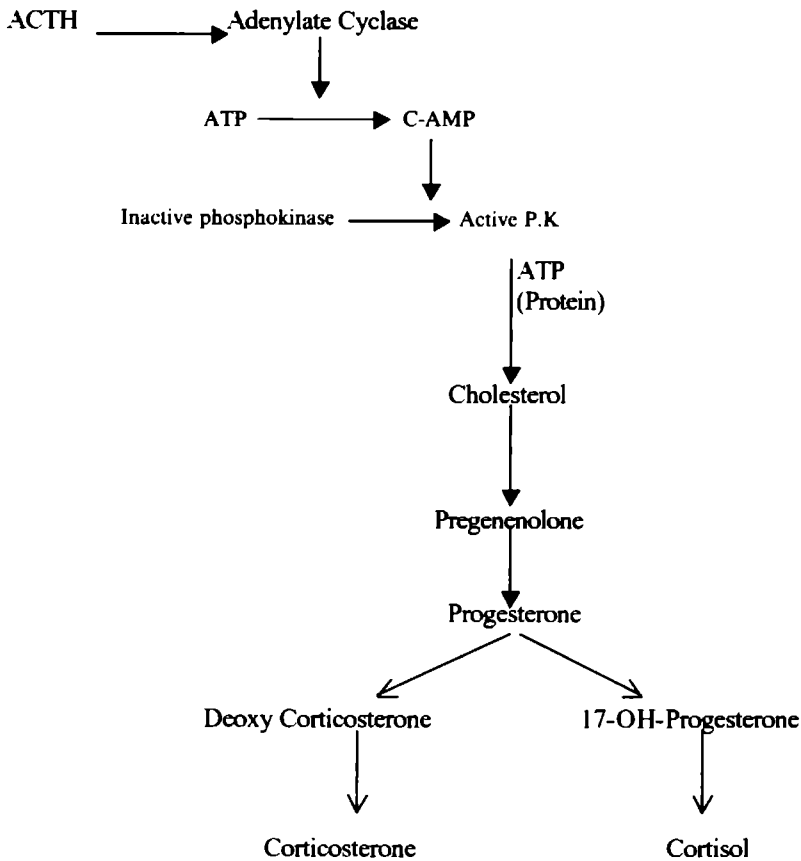 ACTH
Adenylate Cyclase
ATP
C-AMP
Inactive phosphokinase
Active P.K
ATP
(Protein)
Cholesterol
Pregenenolone
Progesterone
Deoxy Corticosterone
17-OH-Progesterone
Corticosterone
Cortisol